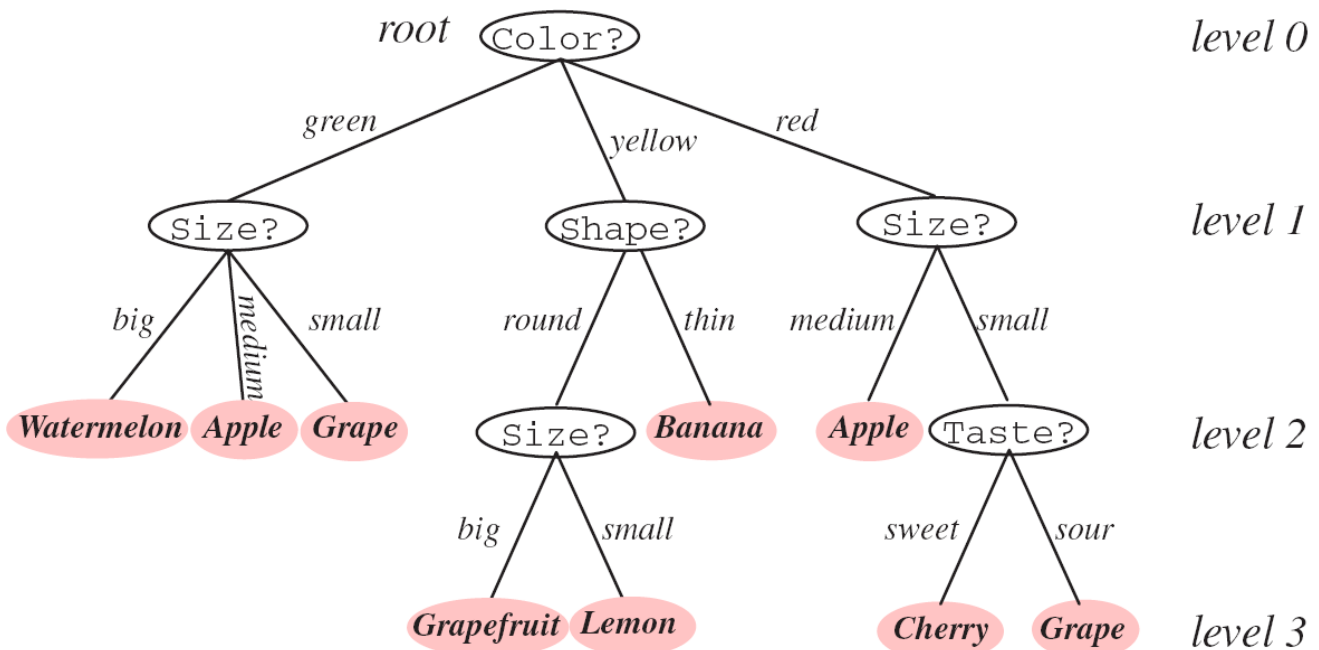 root Color? level 0
green yellow red
Size? Shape? Size? level 1
big medium small round thin medium small
Watermelon Apple Grape Size? Banana Apple Taste? level 2
big small sweet sour
Grapefruit Lemon Cherry Grape level 3